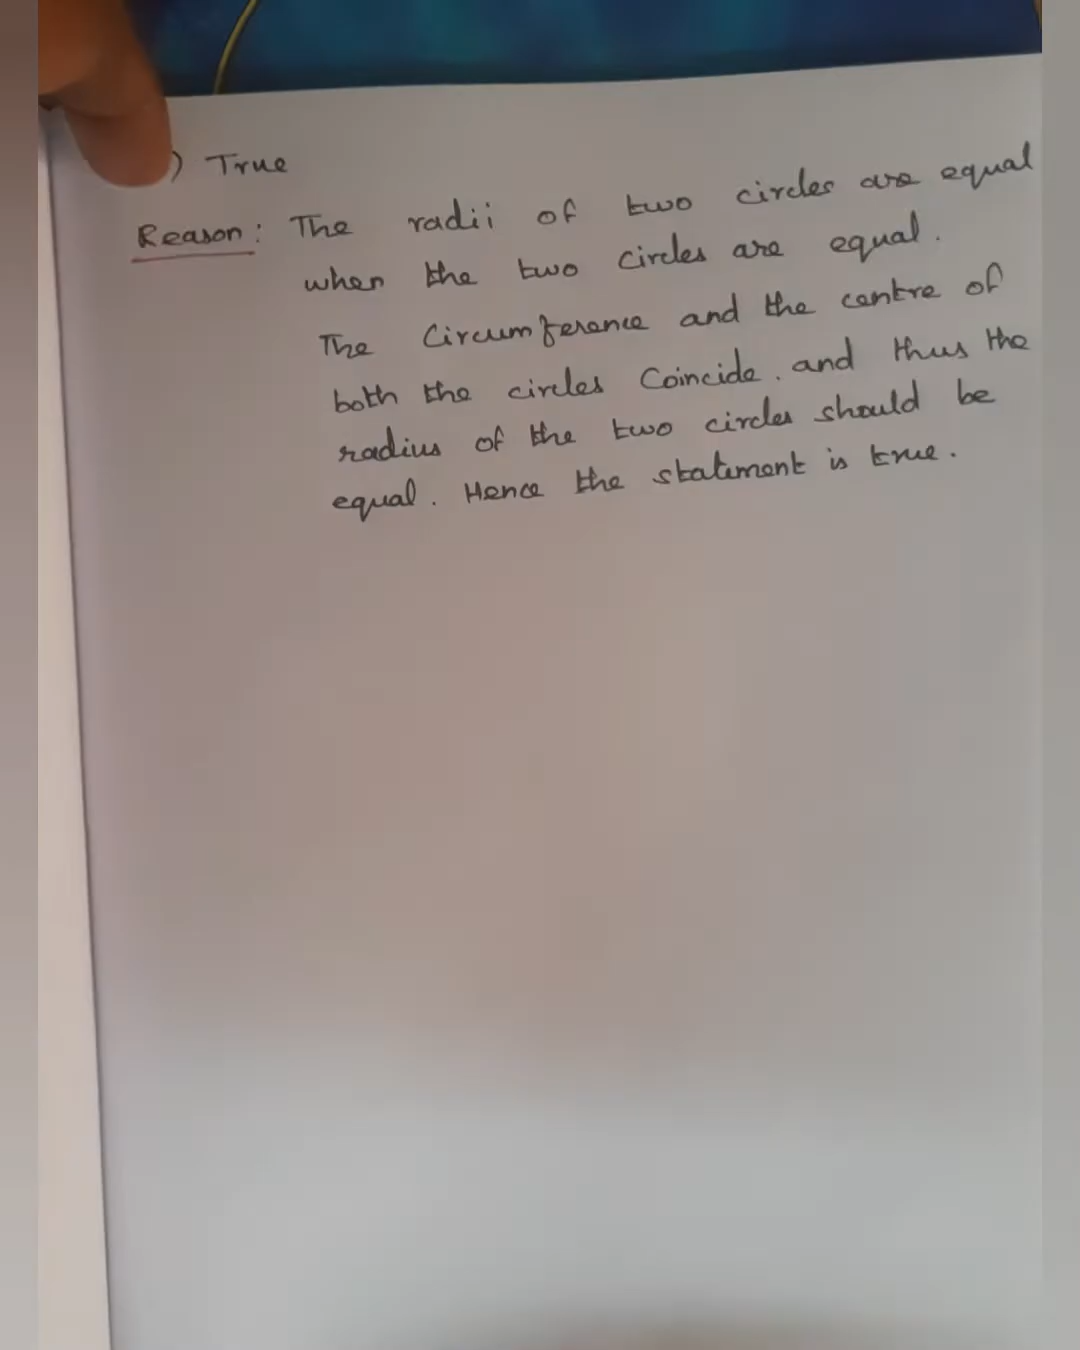 ) True
Reason: The radii of two circles are equal
when the two circles are equal.
The Circumference and the centre of
both the circles Coincide. and thus the
radius of the two circles should be
equal. Hence the statement is true.